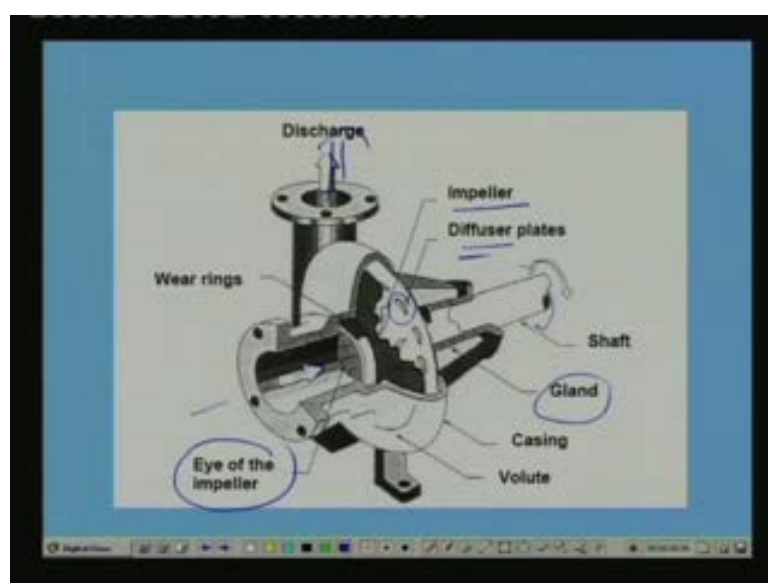 Discharge
Impeller
Diffuser plates
Wear rings
Shaft
Gland
Casing
Eye of the
impeller
Volute